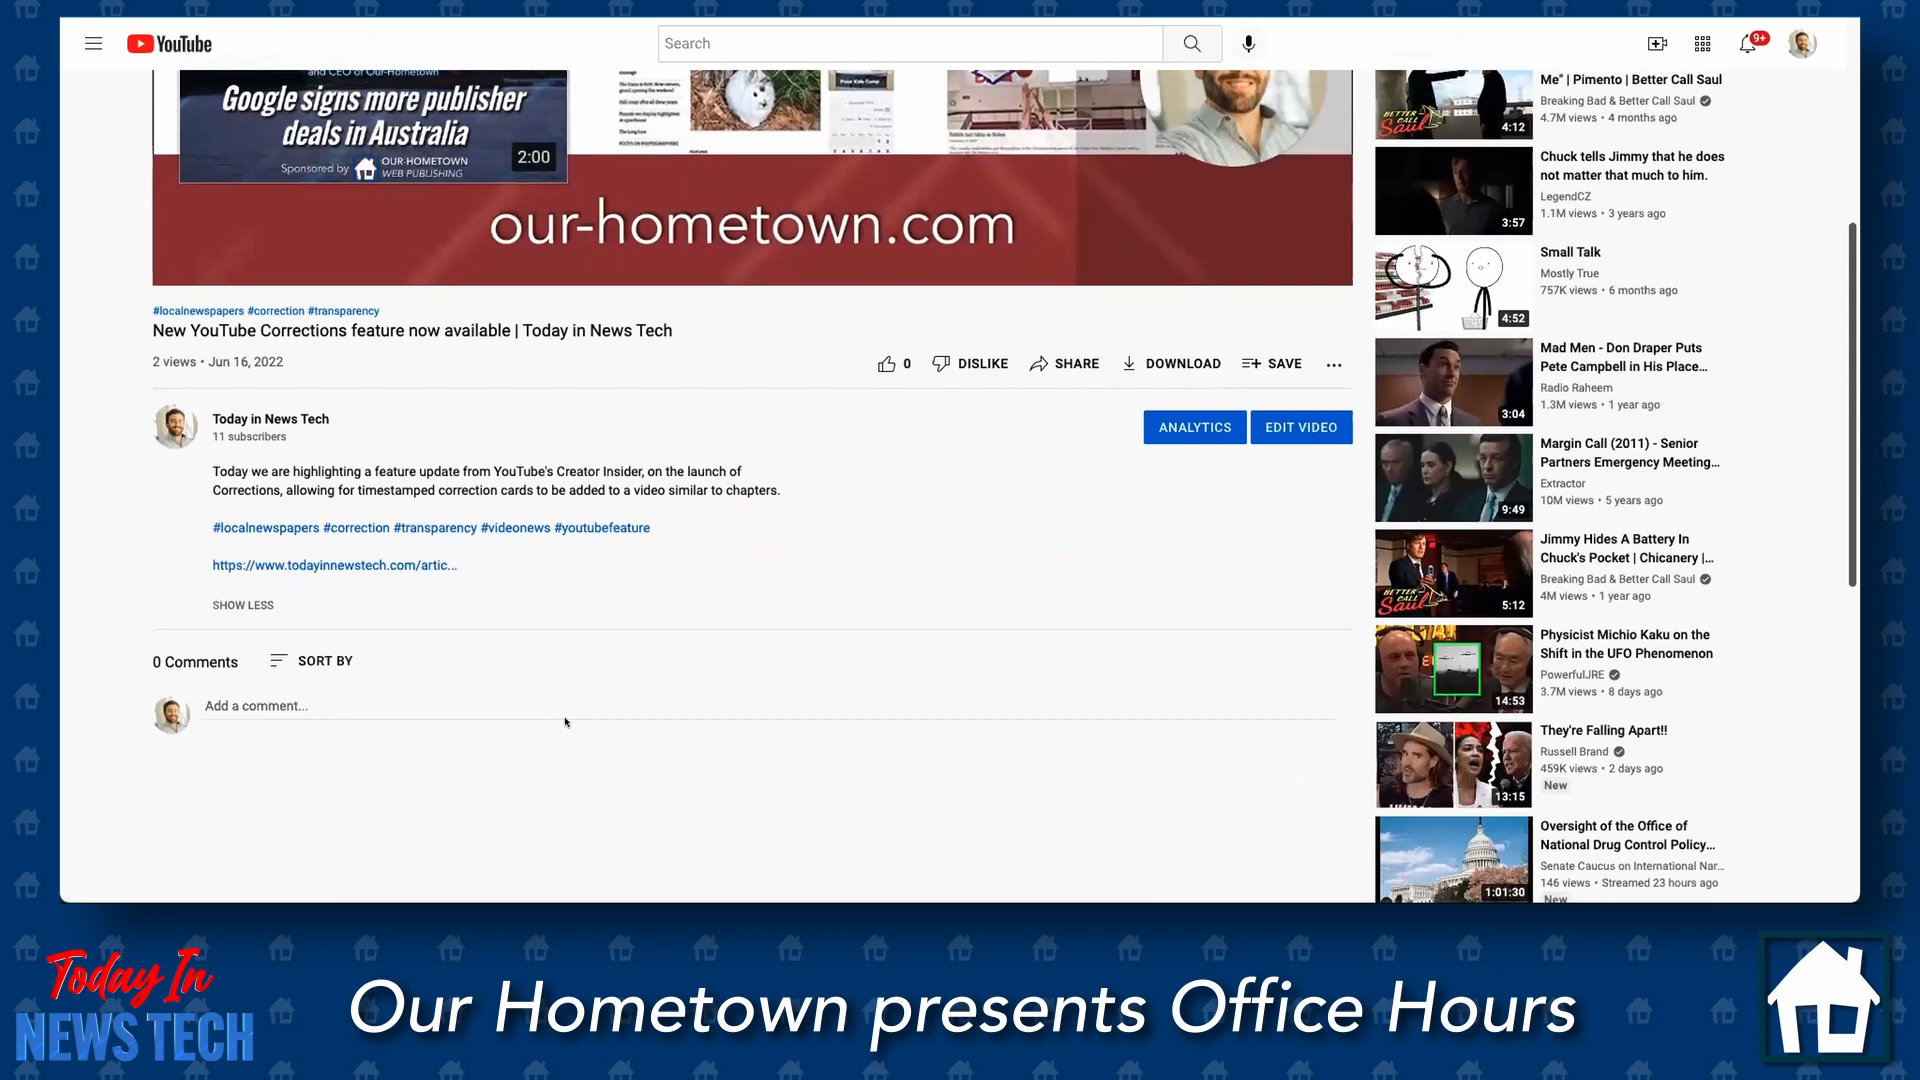 YouTube
Search
9+
and CEO of Our-Hometown
Google signs more publisher
deals in Australia
Sponsored by OUR-HOMETOWN
WEB PUBLISHING
2:00
our-hometown.com
#localnewspapers #correction #transparency
New YouTube Corrections feature now available | Today in News Tech
2 views • Jun 16, 2022
0 DISLIKE SHARE DOWNLOAD SAVE ...
Today in News Tech
11 subscribers
ANALYTICS EDIT VIDEO
Today we are highlighting a feature update from YouTube's Creator Insider, on the launch of
Corrections, allowing for timestamped correction cards to be added to a video similar to chapters.
#localnewspapers #correction #transparency #videonews #youtubefeature
https://www.todayinnewstech.com/artic...
SHOW LESS
0 Comments SORT BY
Add a comment...
Me" | Pimento | Better Call Saul
Breaking Bad & Better Call Saul
4.7M views • 4 months ago
BETTER
CALL
Saul
4:12
Chuck tells Jimmy that he does
not matter that much to him.
LegendCZ
1.1M views • 3 years ago
3:57
Small Talk
Mostly True
757K views • 6 months ago
4:52
Mad Men - Don Draper Puts
Pete Campbell in His Place...
Radio Raheem
1.3M views • 1 year ago
3:04
Margin Call (2011) - Senior
Partners Emergency Meeting...
Extractor
10M views • 5 years ago
9:49
Jimmy Hides A Battery In
Chuck's Pocket | Chicanery |...
Breaking Bad & Better Call Saul
4M views • 1 year ago
BETTER
CALL
Saul
5:12
Physicist Michio Kaku on the
Shift in the UFO Phenomenon
PowerfulJRE
3.7M views • 8 days ago
14:53
They're Falling Apart!!
Russell Brand
459K views • 2 days ago
New
13:15
Oversight of the Office of
National Drug Control Policy...
Senate Caucus on International Nar...
146 views • Streamed 23 hours ago
New
1:01:30
Today In
NEWS TECH
Our Hometown presents Office Hours